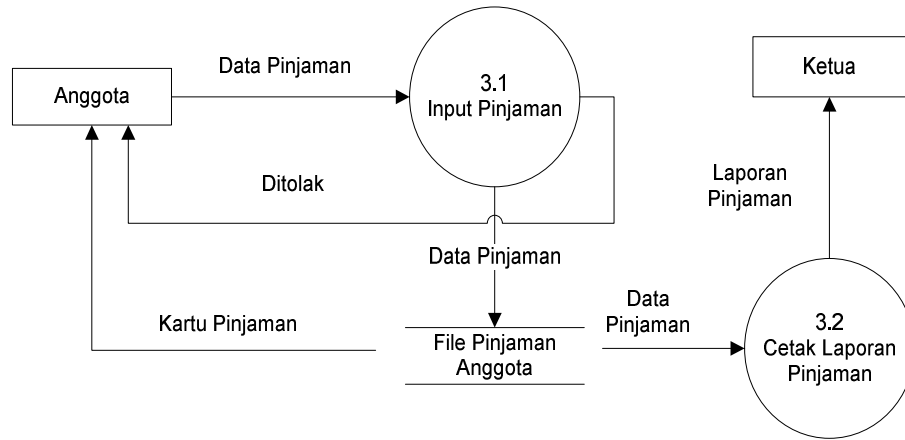 Anggota
Data Pinjaman
3.1
Input Pinjaman
Ketua
Ditolak
Laporan
Pinjaman
Data Pinjaman
Kartu Pinjaman
File Pinjaman
Anggota
Data
Pinjaman
3.2
Cetak Laporan
Pinjaman